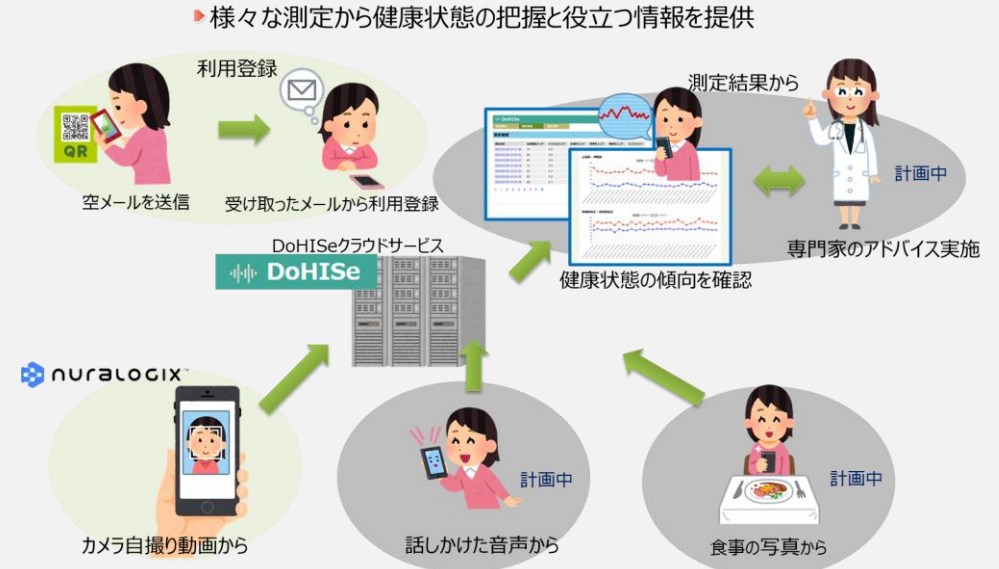 様々な測定から健康状態の把握と役立つ情報を提供
利用登録
QR
空メールを送信
受け取ったメールから利用登録
測定結果から
DoHISe
計画中
専門家のアドバイス実施
健康状態の傾向を確認
DoHISeクラウドサービス
DoHISe
nuraLogix
カメラ自撮り動画から
計画中
話しかけた音声から
計画中
食事の写真から